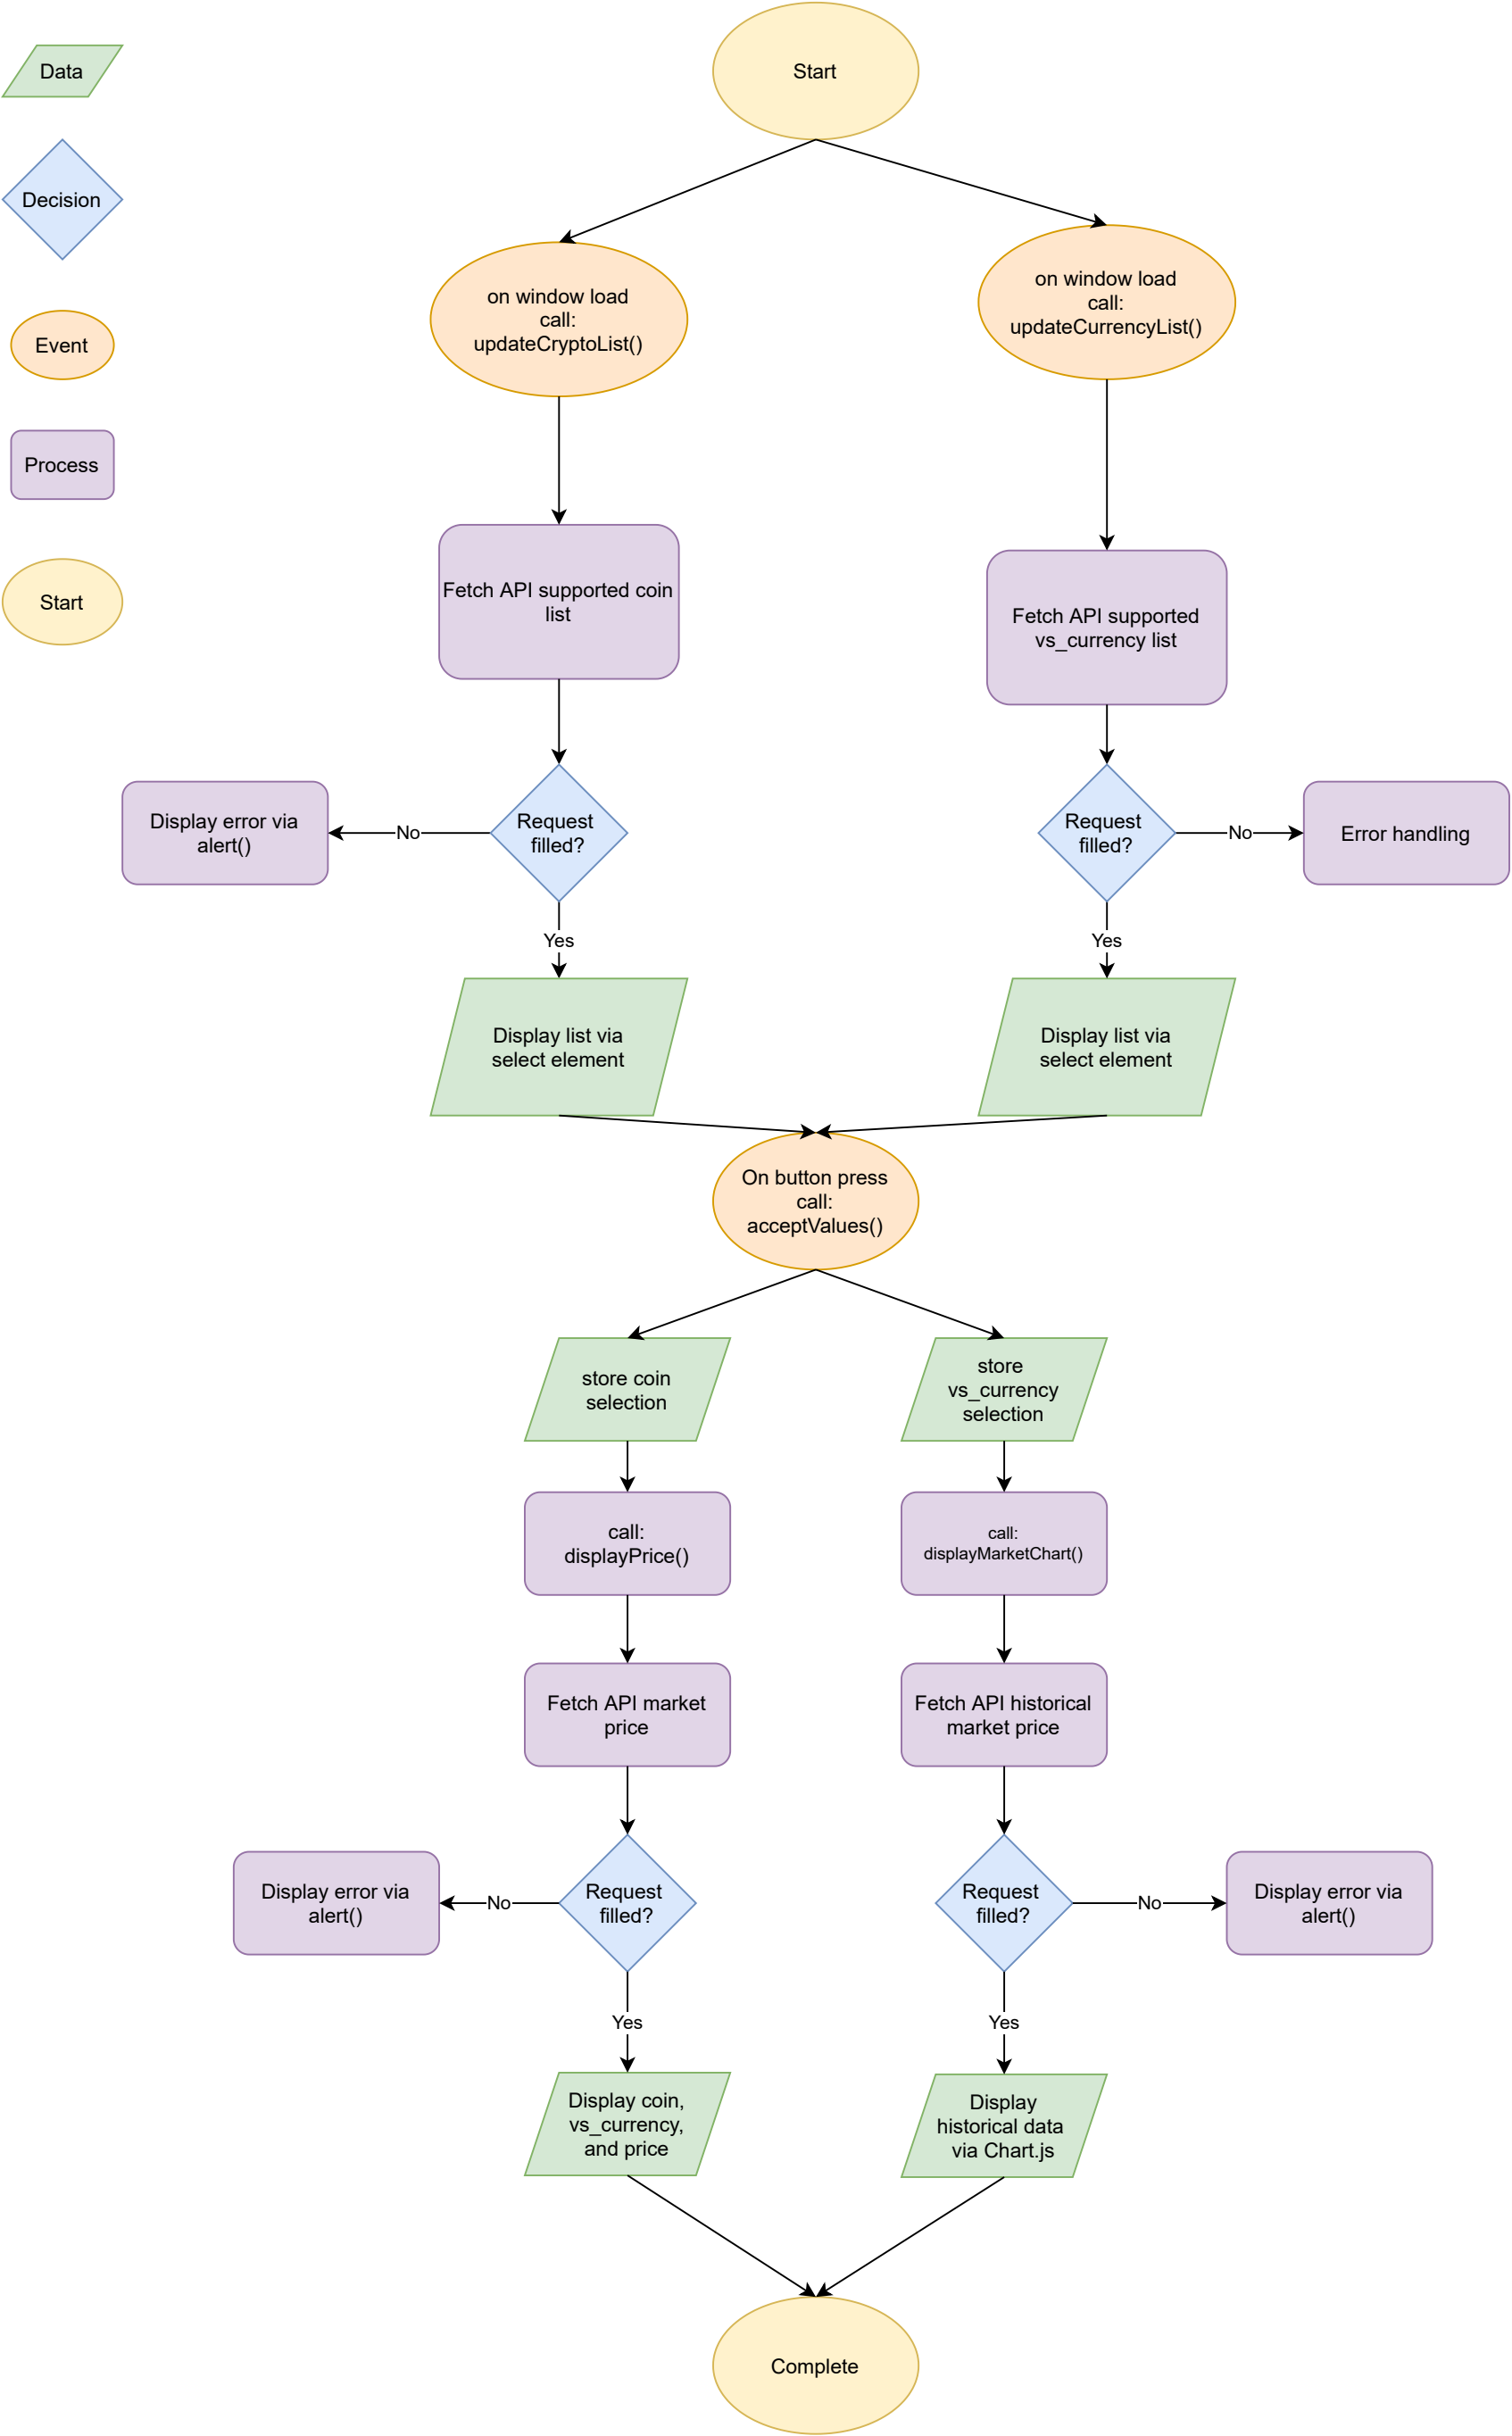 Data
Decision
Event
Process
Start
Start
on window load
call:
updateCryptoList()
on window load
call:
updateCurrencyList()
Fetch API supported coin
list
Fetch API supported
vs_currency list
Display error via
alert()
No
Request
filled?
Request
filled?
No
Error handling
Yes
Yes
Display list via
select element
Display list via
select element
On button press
call:
acceptValues()
store coin
selection
store
vs_currency
selection
call:
displayPrice()
call:
displayMarketChart()
Fetch API market
price
Fetch API historical
market price
Display error via
alert()
No
Request
filled?
Request
filled?
No
Display error via
alert()
Yes
Yes
Display coin,
vs_currency,
and price
Display
historical data
via Chart.js
Complete